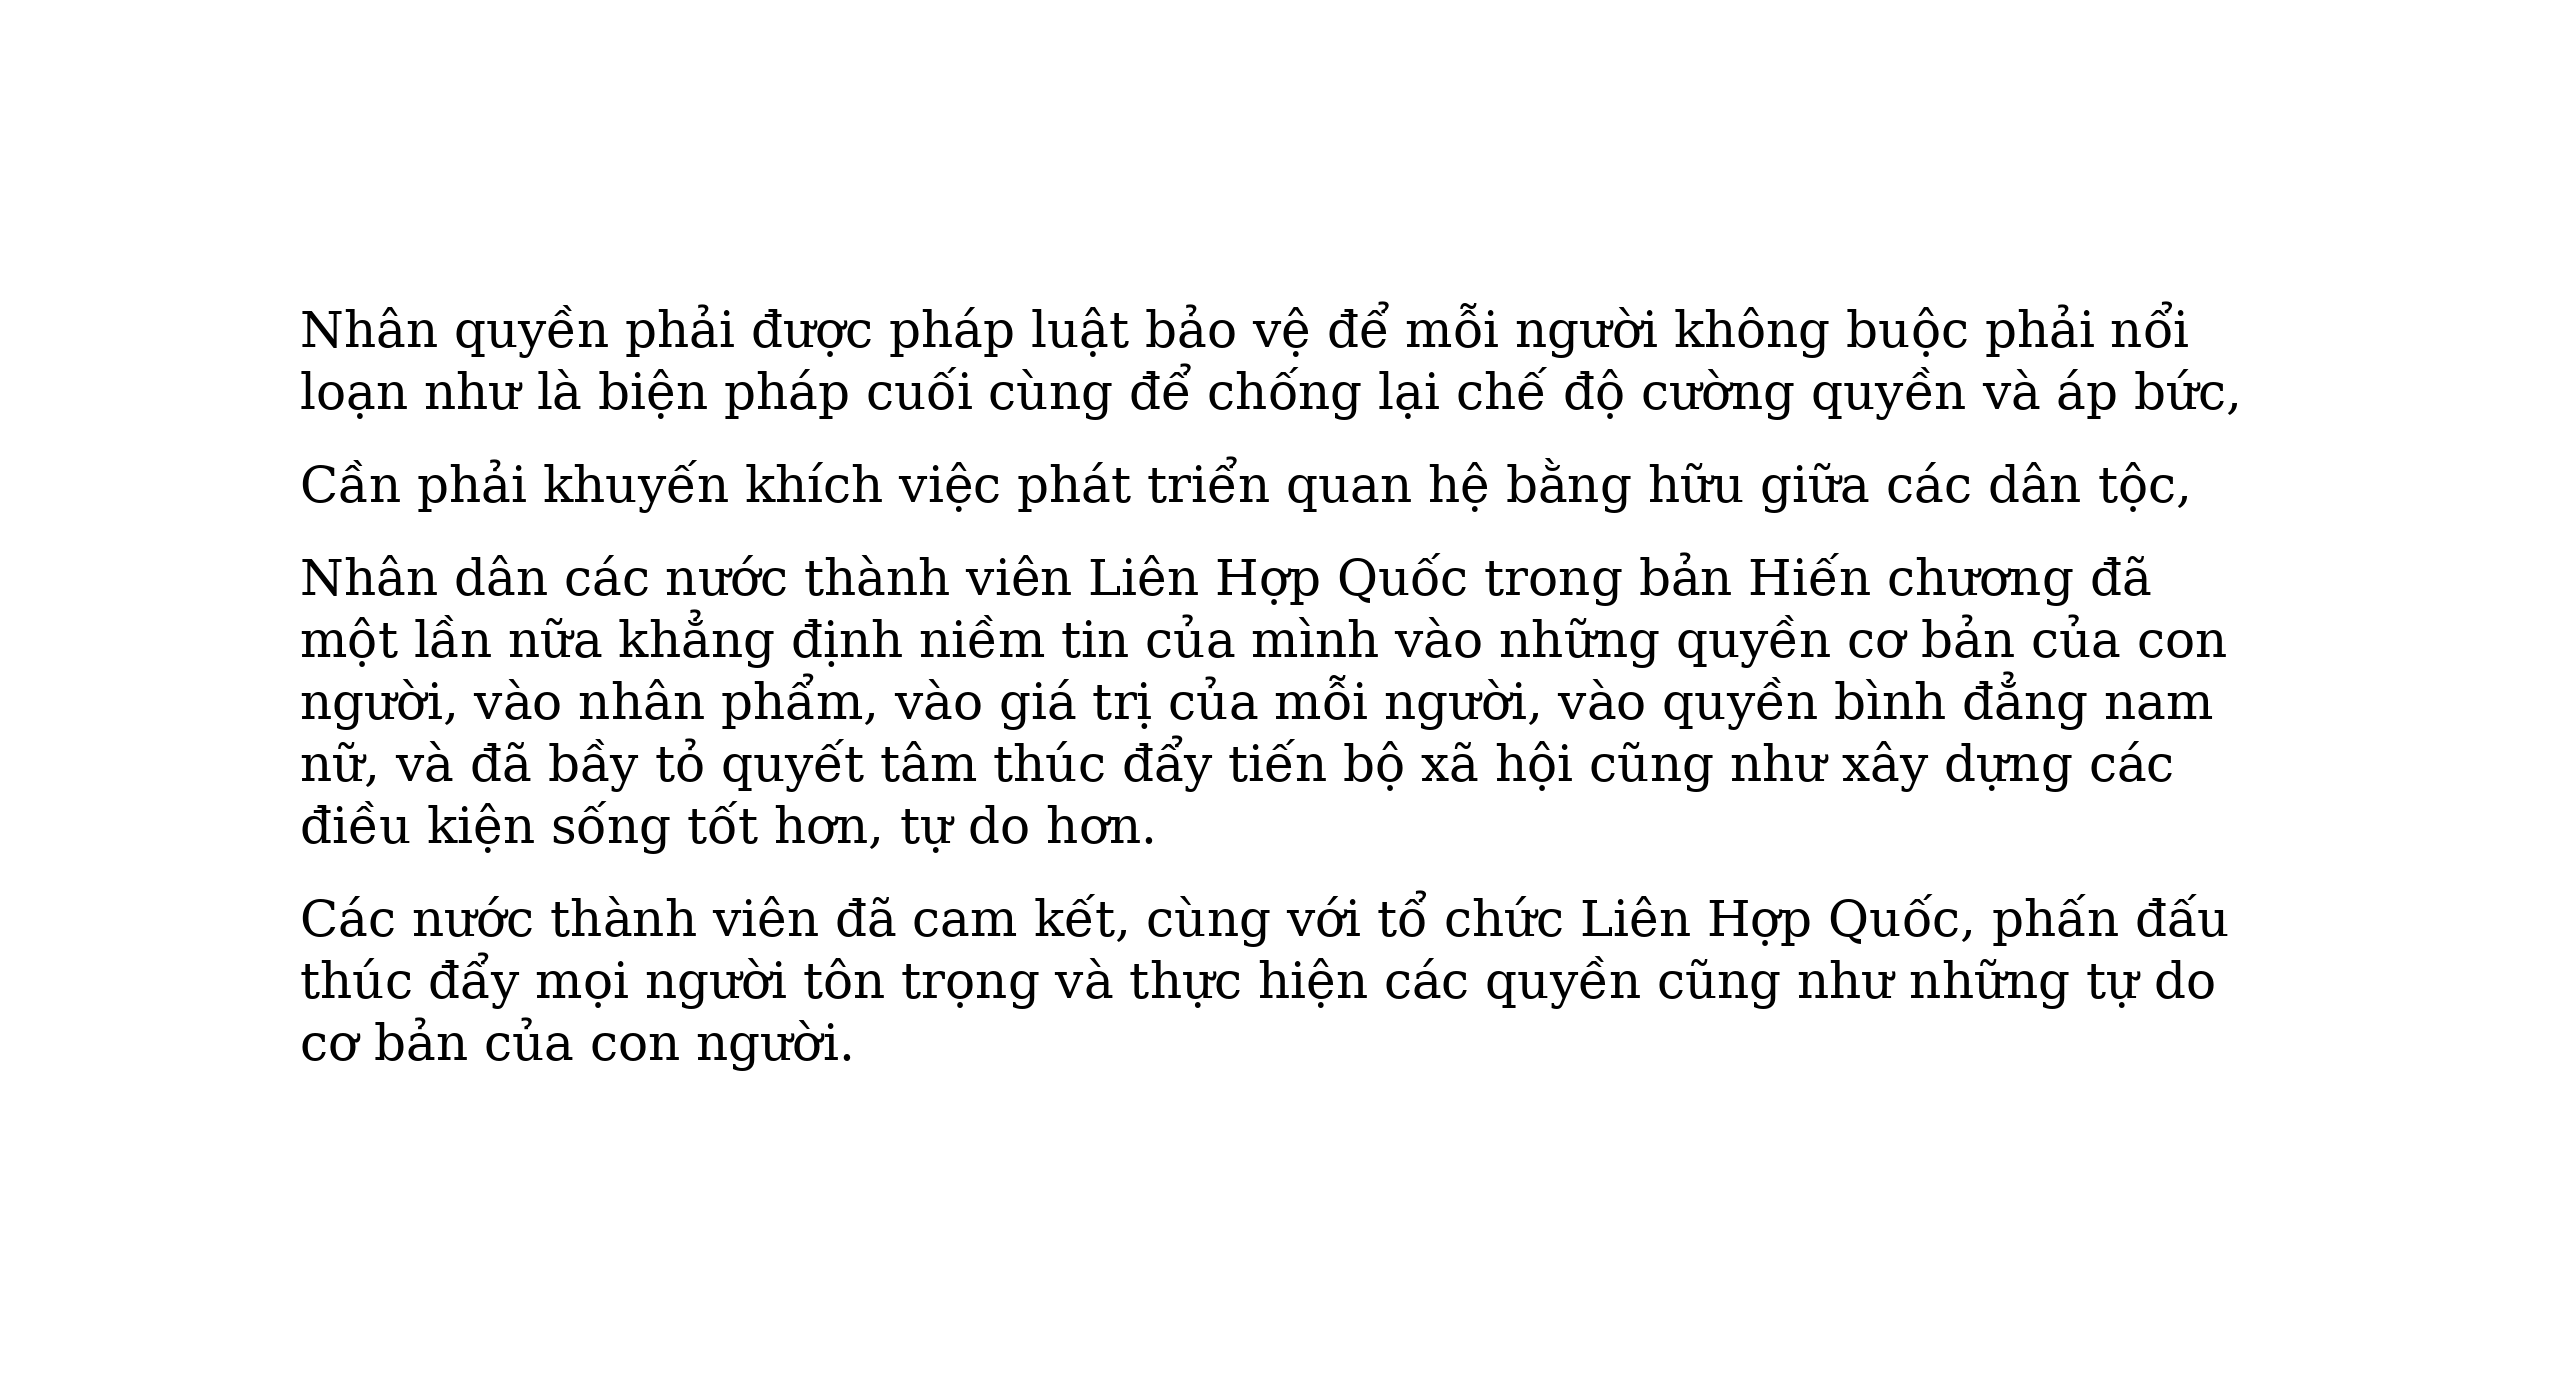 Nhân quyền phải được pháp luật bảo vệ để mỗi người không buộc phải nổi
loạn như là biện pháp cuối cùng để chống lại chế độ cường quyền và áp bức,
Cần phải khuyến khích việc phát triển quan hệ bằng hữu giữa các dân tộc,
Nhân dân các nước thành viên Liên Hợp Quốc trong bản Hiến chương đã
một lần nữa khẳng định niềm tin của mình vào những quyền cơ bản của con
người, vào nhân phẩm, vào giá trị của mỗi người, vào quyền bình đẳng nam
nữ, và đã bầy tỏ quyết tâm thúc đẩy tiến bộ xã hội cũng như xây dựng các
điều kiện sống tốt hơn, tự do hơn.
Các nước thành viên đã cam kết, cùng với tổ chức Liên Hợp Quốc, phấn đấu
thúc đẩy mọi người tôn trọng và thực hiện các quyền cũng như những tự do
cơ bản của con người.